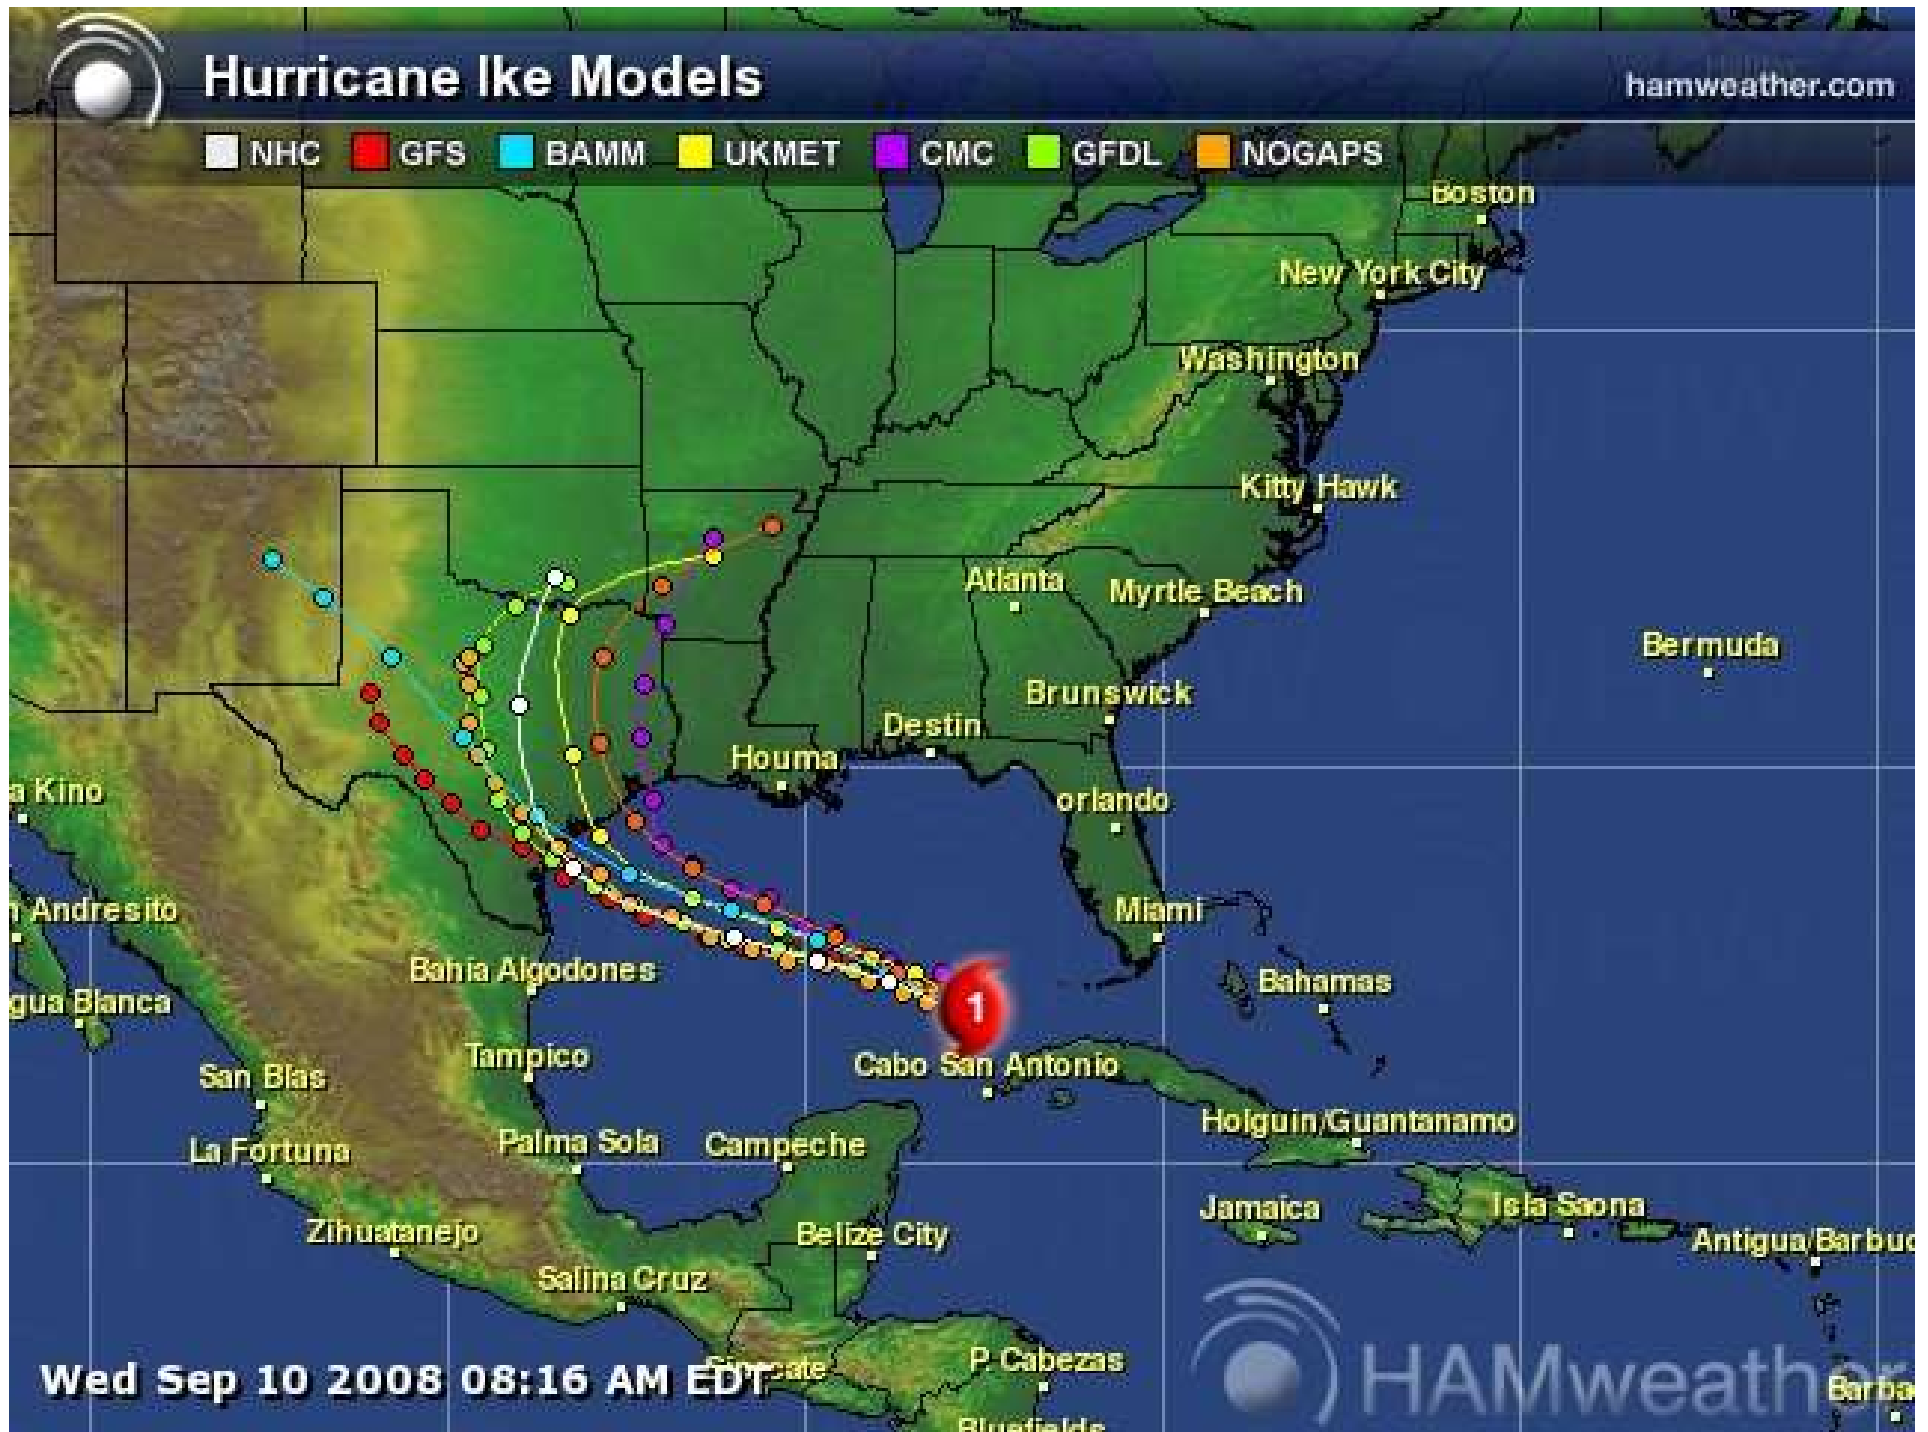 Hurricane Ike Models
hamweather.com
NHC GFS BAMM UKMET CMC GFDL NOGAPS
Boston
New York City
Washington
Kitty Hawk
Atlanta
Myrtle Beach
Bermuda
Brunswick
Destin
Houma
a Kino
orlando
n Andresito
Miami
Bahia Algodones
Bahamas
gua Blanca
1
Tampico
Cabo San Antonio
San Blas
Holguin/Guantanamo
La Fortuna
Palma Sola
Campeche
Jamaica
Isla Saona
Zihuatanejo
Belize City
Antigua/Barbuc
Salina Cruz
Wed Sep 10 2008 08:16 AM EDT
P Cabezas
HAMweather
Barba
Bluefields